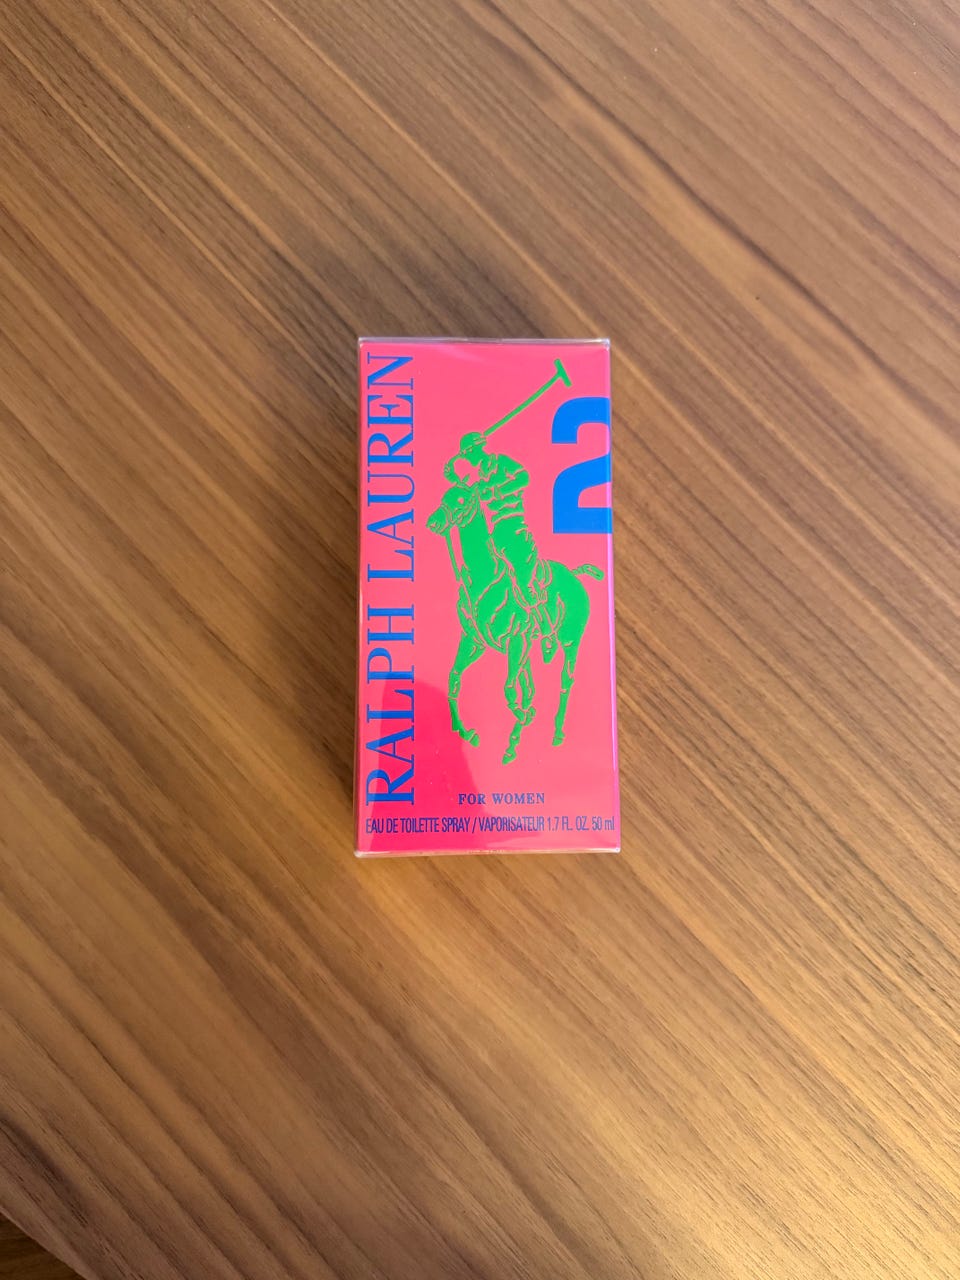 RALPH LAUREN
2
FOR WOMEN
EAU DE TOILETTE SPRAY / VAPORISATEUR 1.7 FL. OZ. 50 ml